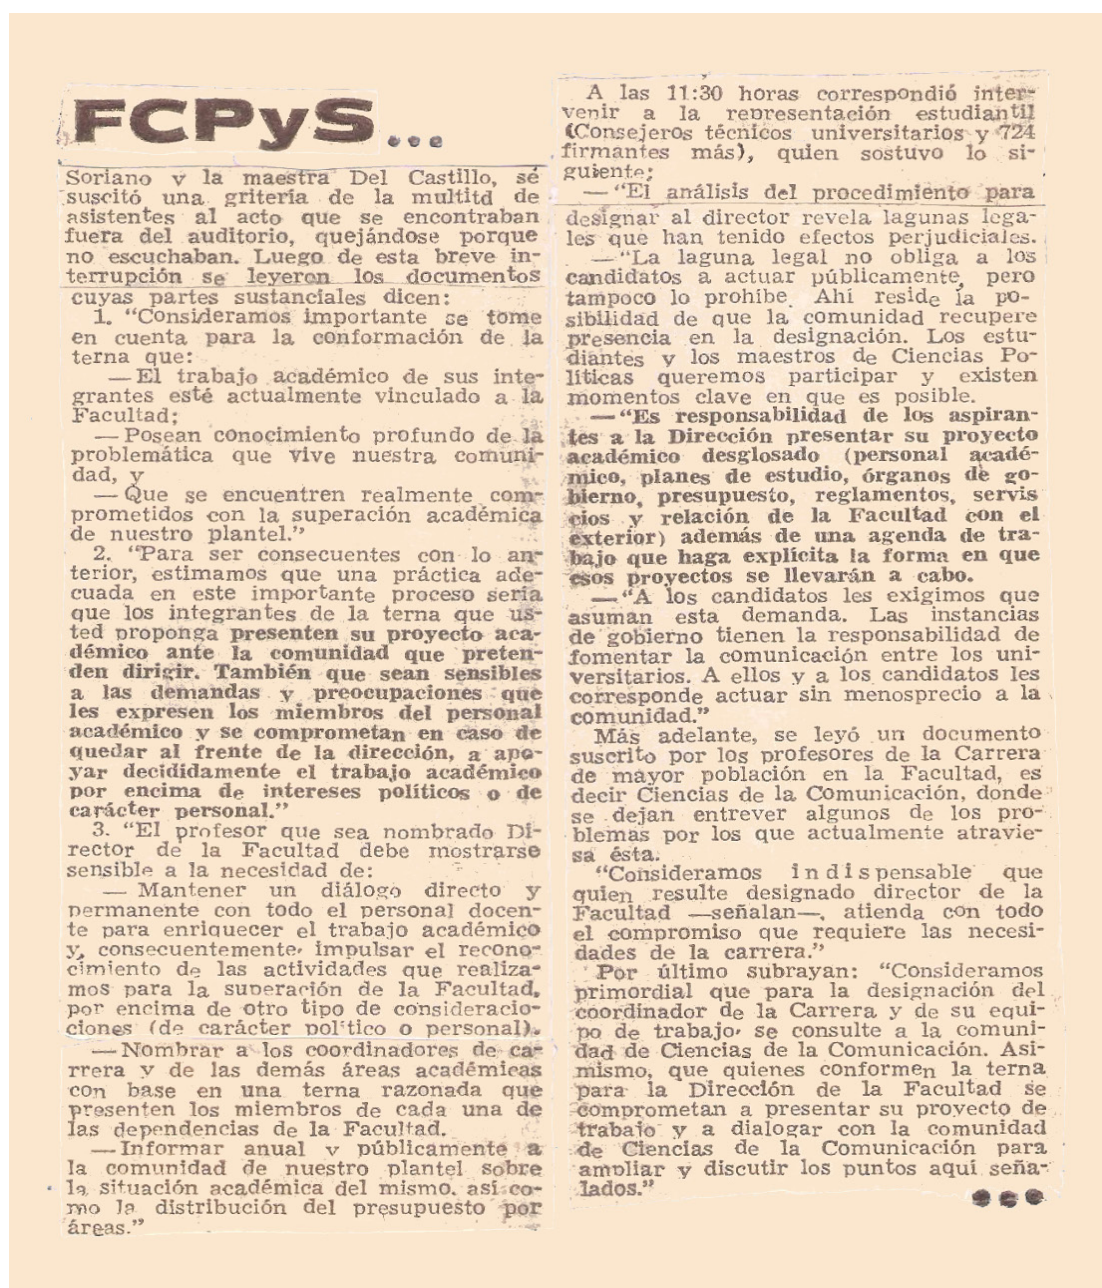 FCPyS...
Soriano y la maestra Del Castillo, sé
suscitó una gritería de la multitd de
asistentes al acto que se encontraban
fuera del auditorio, quejándose porque
no escuchaban. Luego de esta breve in-
terrupción se leyeron los documentos
cuyas partes sustanciales dicen:
1. “Consideramos importante se tome
en cuenta para la conformación de la
terna que:
—El trabajo académico de sus inte-
grantes esté actualmente vinculado a la
Facultad;
—Posean conocimiento profundo de la
problemática que vive nuestra comuni-
dad, y
—Que se encuentren realmente com-
prometidos con la superación académica
de nuestro plantel.”
2. “Para ser consecuentes con lo an-
terior, estimamos que una práctica ade-
cuada en este importante proceso sería
que los integrantes de la terna que us-
ted proponga presenten su proyecto aca-
démico ante la comunidad que preten-
den dirigir. También que sean sensibles
a las demandas y preocupaciones que
les expresen los miembros del personal
académico y se comprometan en caso de
quedar al frente de la dirección, a apo-
yar decididamente el trabajo académico
por encima de intereses políticos o de
carácter personal.”
3. “El profesor que sea nombrado Di-
rector de la Facultad debe mostrarse
sensible a la necesidad de:
— Mantener un diálogo directo y
permanente con todo el personal docen-
te para enriquecer el trabajo académico
y, consecuentemente, impulsar el recono-
cimiento de las actividades que realiza-
mos para la superación de la Facultad,
por encima de otro tipo de consideracio-
ciones (de carácter político o personal).
—Nombrar a los coordinadores de ca-
rrera y de las demás áreas académicas
con base en una terna razonada que
presenten los miembros de cada una de
las dependencias de la Facultad.
—Informar anual y públicamente a
la comunidad de nuestro plantel sobre
la situación académica del mismo, así co-
mo la distribución del presupuesto por
áreas.”
A las 11:30 horas correspondió inter-
venir a la representación estudiantil
(Consejeros técnicos universitarios y 724
firmantes más), quien sostuvo lo si-
guiente:
—“El análisis del procedimiento para
designar al director revela lagunas lega-
les que han tenido efectos perjudiciales.
—“La laguna legal no obliga a los
candidatos a actuar públicamente, pero
tampoco lo prohíbe. Ahí reside la po-
sibilidad de que la comunidad recupere
presencia en la designación. Los estu-
diantes y los maestros de Ciencias Po-
líticas queremos participar y existen
momentos clave en que es posible.
—“Es responsabilidad de los aspiran-
tes a la Dirección presentar su proyecto
académico desglosado (personal acadé-
mico, planes de estudio, órganos de go-
bierno, presupuesto, reglamentos, servis
cios y relación de la Facultad con el
exterior) además de una agenda de tra-
bajo que haga explícita la forma en que
esos proyectos se llevarán a cabo.
—“A los candidatos les exigimos que
asuman esta demanda. Las instancias
de gobierno tienen la responsabilidad de
fomentar la comunicación entre los uni-
versitarios. A ellos y a los candidatos les
corresponde actuar sin menosprecio a la
comunidad.”
Más adelante, se leyó un documento
suscrito por los profesores de la Carrera
de mayor población en la Facultad, es
decir Ciencias de la Comunicación, donde
se dejan entrever algunos de los pro-
blemas por los que actualmente atravie-
sa ésta.
“Consideramos indispensable que
quien resulte designado director de la
Facultad —señalan—, atienda con todo
el compromiso que requiere las necesi-
dades de la carrera.”
Por último subrayan: “Consideramos
primordial que para la designación del
coordinador de la Carrera y de su equi-
po de trabajo, se consulte a la comuni-
dad de Ciencias de la Comunicación. Asi-
mismo, que quienes conformen la terna
para la Dirección de la Facultad se
comprometan a presentar su proyecto de
trabajo y a dialogar con la comunidad
de Ciencias de la Comunicación para
ampliar y discutir los puntos aquí seña-
lados.”
●●●